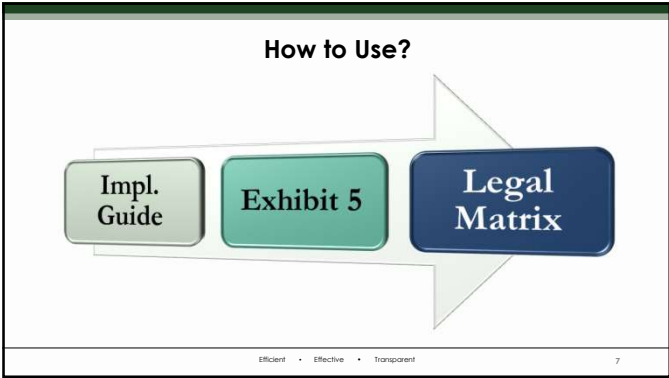 How to Use?
Impl.
Guide
Exhibit 5
Legal
Matrix
Efficient • Effective • Transparent
7